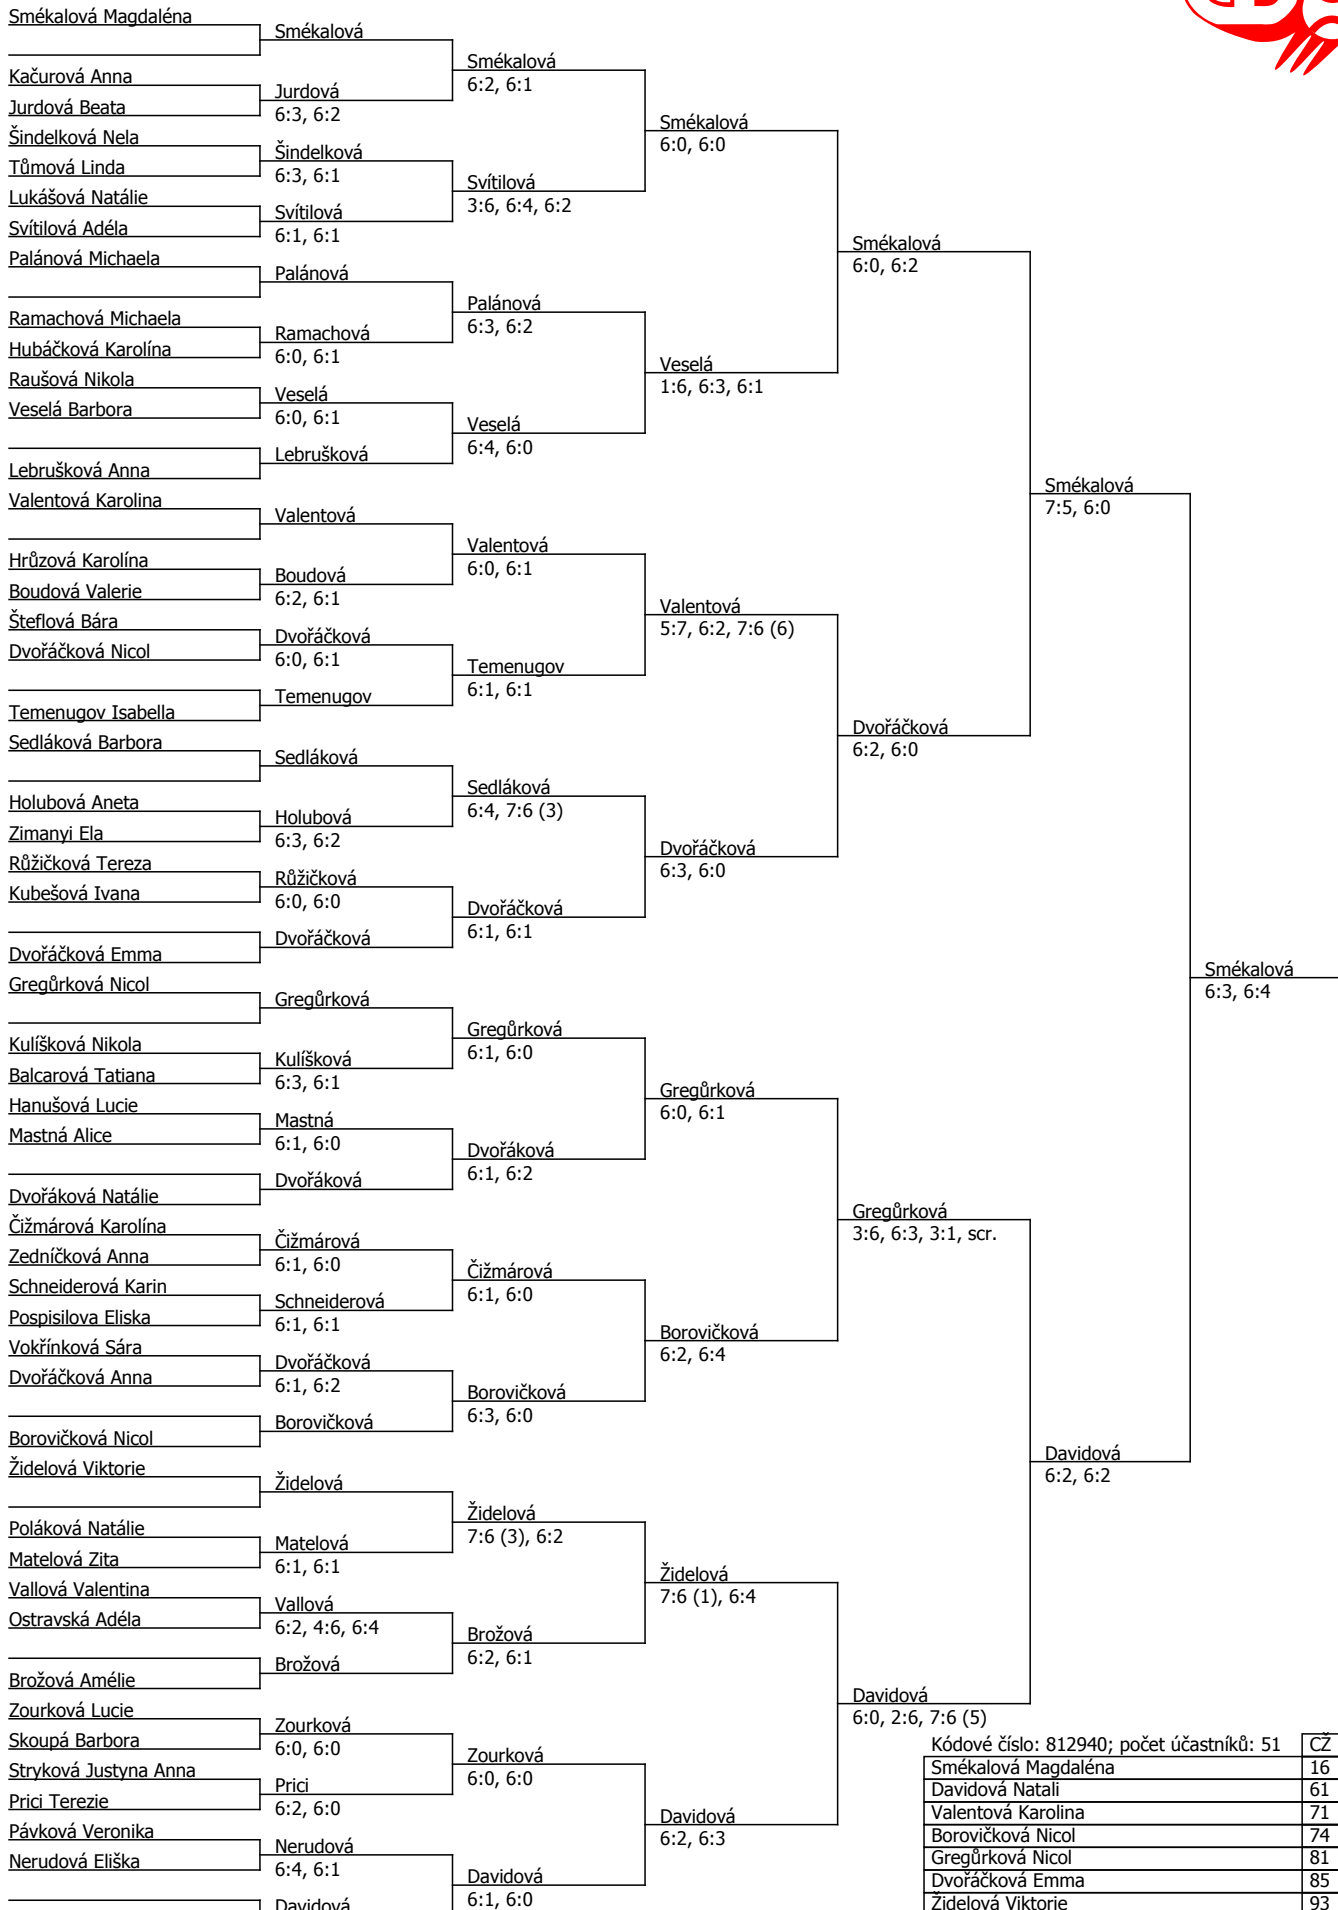 Smékalová Magdaléna
Kačurová Anna
Jurdová Beata
Šindelková Nela
Tůmová Linda
Lukášová Natálie
Svítilová Adéla
Palánová Michaela
Ramachová Michaela
Hubáčková Karolína
Raušová Nikola
Veselá Barbora
Lebrušková Anna
Valentová Karolina
Hrůzová Karolína
Boudová Valerie
Šteflová Bára
Dvořáčková Nicol
Temenugov Isabella
Sedláková Barbora
Holubová Aneta
Zimanyi Ela
Růžičková Tereza
Kubešová Ivana
Dvořáčková Emma
Gregůrková Nicol
Kulíšková Nikola
Balcarová Tatiana
Hanušová Lucie
Mastná Alice
Dvořáková Natálie
Čižmárová Karolína
Zedníčková Anna
Schneiderová Karin
Pospisilova Eliska
Vokřínková Sára
Dvořáčková Anna
Borovičková Nicol
Židelová Viktorie
Poláková Natálie
Matelová Zita
Vallová Valentina
Ostravská Adéla
Brožová Amélie
Zourková Lucie
Skoupá Barbora
Stryková Justyna Anna
Prici Terezie
Pávková Veronika
Nerudová Eliška
Smékalová
Jurdová
6:3, 6:2
Šindelková
6:3, 6:1
Svítilová
6:1, 6:1
Palánová
Ramachová
6:0, 6:1
Veselá
6:0, 6:1
Lebrušková
Valentová
Boudová
6:2, 6:1
Dvořáčková
6:0, 6:1
Temenugov
Sedláková
Holubová
6:3, 6:2
Růžičková
6:0, 6:0
Dvořáčková
Gregůrková
Kulíšková
6:3, 6:1
Mastná
6:1, 6:0
Dvořáková
Čižmárová
6:1, 6:0
Schneiderová
6:1, 6:1
Dvořáčková
6:1, 6:2
Borovičková
Židelová
Matelová
6:1, 6:1
Vallová
6:2, 4:6, 6:4
Brožová
Zourková
6:0, 6:0
Prici
6:2, 6:0
Nerudová
6:4, 6:1
Davidová
Smékalová
6:2, 6:1
Svítilová
3:6, 6:4, 6:2
Palánová
6:3, 6:2
Veselá
6:4, 6:0
Valentová
6:0, 6:1
Temenugov
6:1, 6:1
Sedláková
6:4, 7:6 (3)
Dvořáčková
6:1, 6:1
Gregůrková
6:1, 6:0
Dvořáková
6:1, 6:2
Čižmárová
6:1, 6:0
Borovičková
6:3, 6:0
Židelová
7:6 (3), 6:2
Brožová
6:2, 6:1
Zourková
6:0, 6:0
Davidová
6:1, 6:0
Smékalová
6:0, 6:0
Veselá
1:6, 6:3, 6:1
Valentová
5:7, 6:2, 7:6 (6)
Dvořáčková
6:3, 6:0
Gregůrková
6:0, 6:1
Borovičková
6:2, 6:4
Židelová
7:6 (1), 6:4
Davidová
6:2, 6:3
Smékalová
6:0, 6:2
Dvořáčková
6:2, 6:0
Gregůrková
3:6, 6:3, 3:1, scr.
Davidová
6:0, 2:6, 7:6 (5)
Smékalová
7:5, 6:0
Davidová
6:2, 6:2
Smékalová
6:3, 6:4
Kódové číslo: 812940; počet účastníků: 51 CŽ
Smékalová Magdaléna 16
Davidová Natali 61
Valentová Karolina 71
Borovičková Nicol 74
Gregůrková Nicol 81
Dvořáčková Emma 85
Židelová Viktorie 93